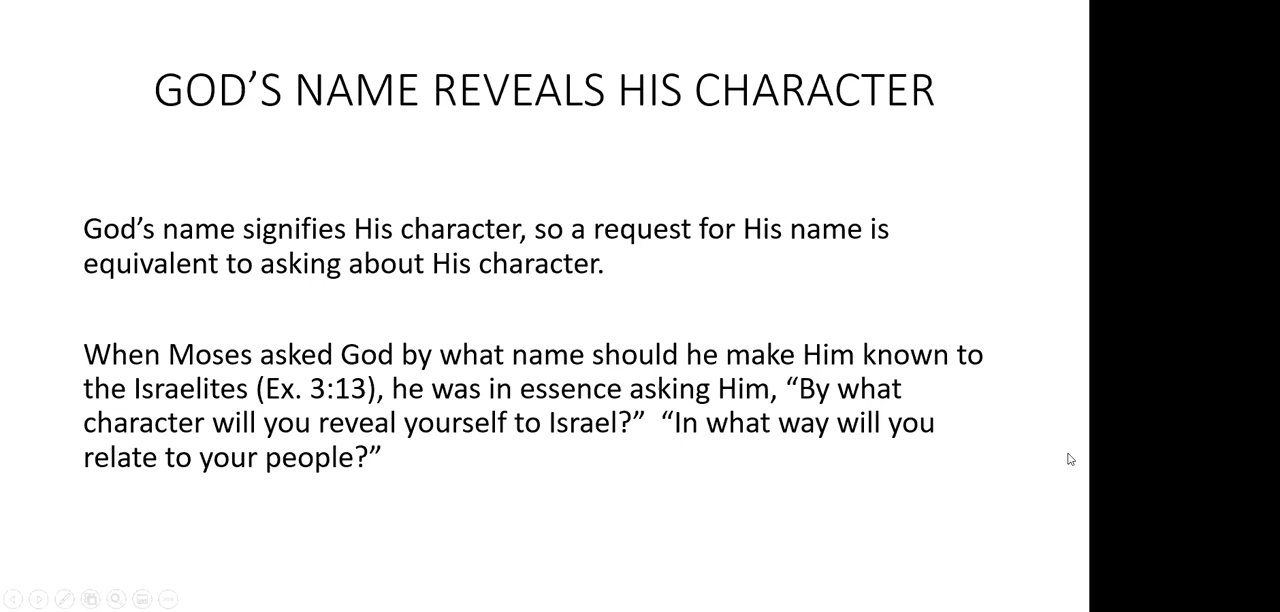 GOD’S NAME REVEALS HIS CHARACTER
God’s name signifies His character, so a request for His name is
equivalent to asking about His character.
When Moses asked God by what name should he make Him known to
the Israelites (Ex. 3:13), he was in essence asking Him, “By what
character will you reveal yourself to Israel?”  “In what way will you
relate to your people?”